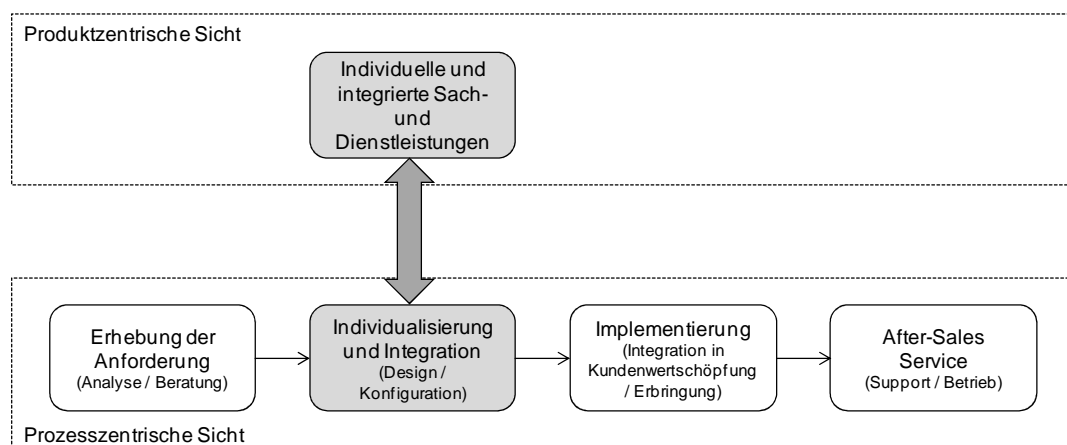 Produktzentrische Sicht
Individuelle und
integrierte Sach-
und
Dienstleistungen
Erhebung der
Anforderung
(Analyse / Beratung)
Individualisierung
und Integration
(Design /
Konfiguration)
Implementierung
(Integration in
Kundenwertschöpfung
/ Erbringung)
After-Sales
Service
(Support / Betrieb)
Prozesszentrische Sicht